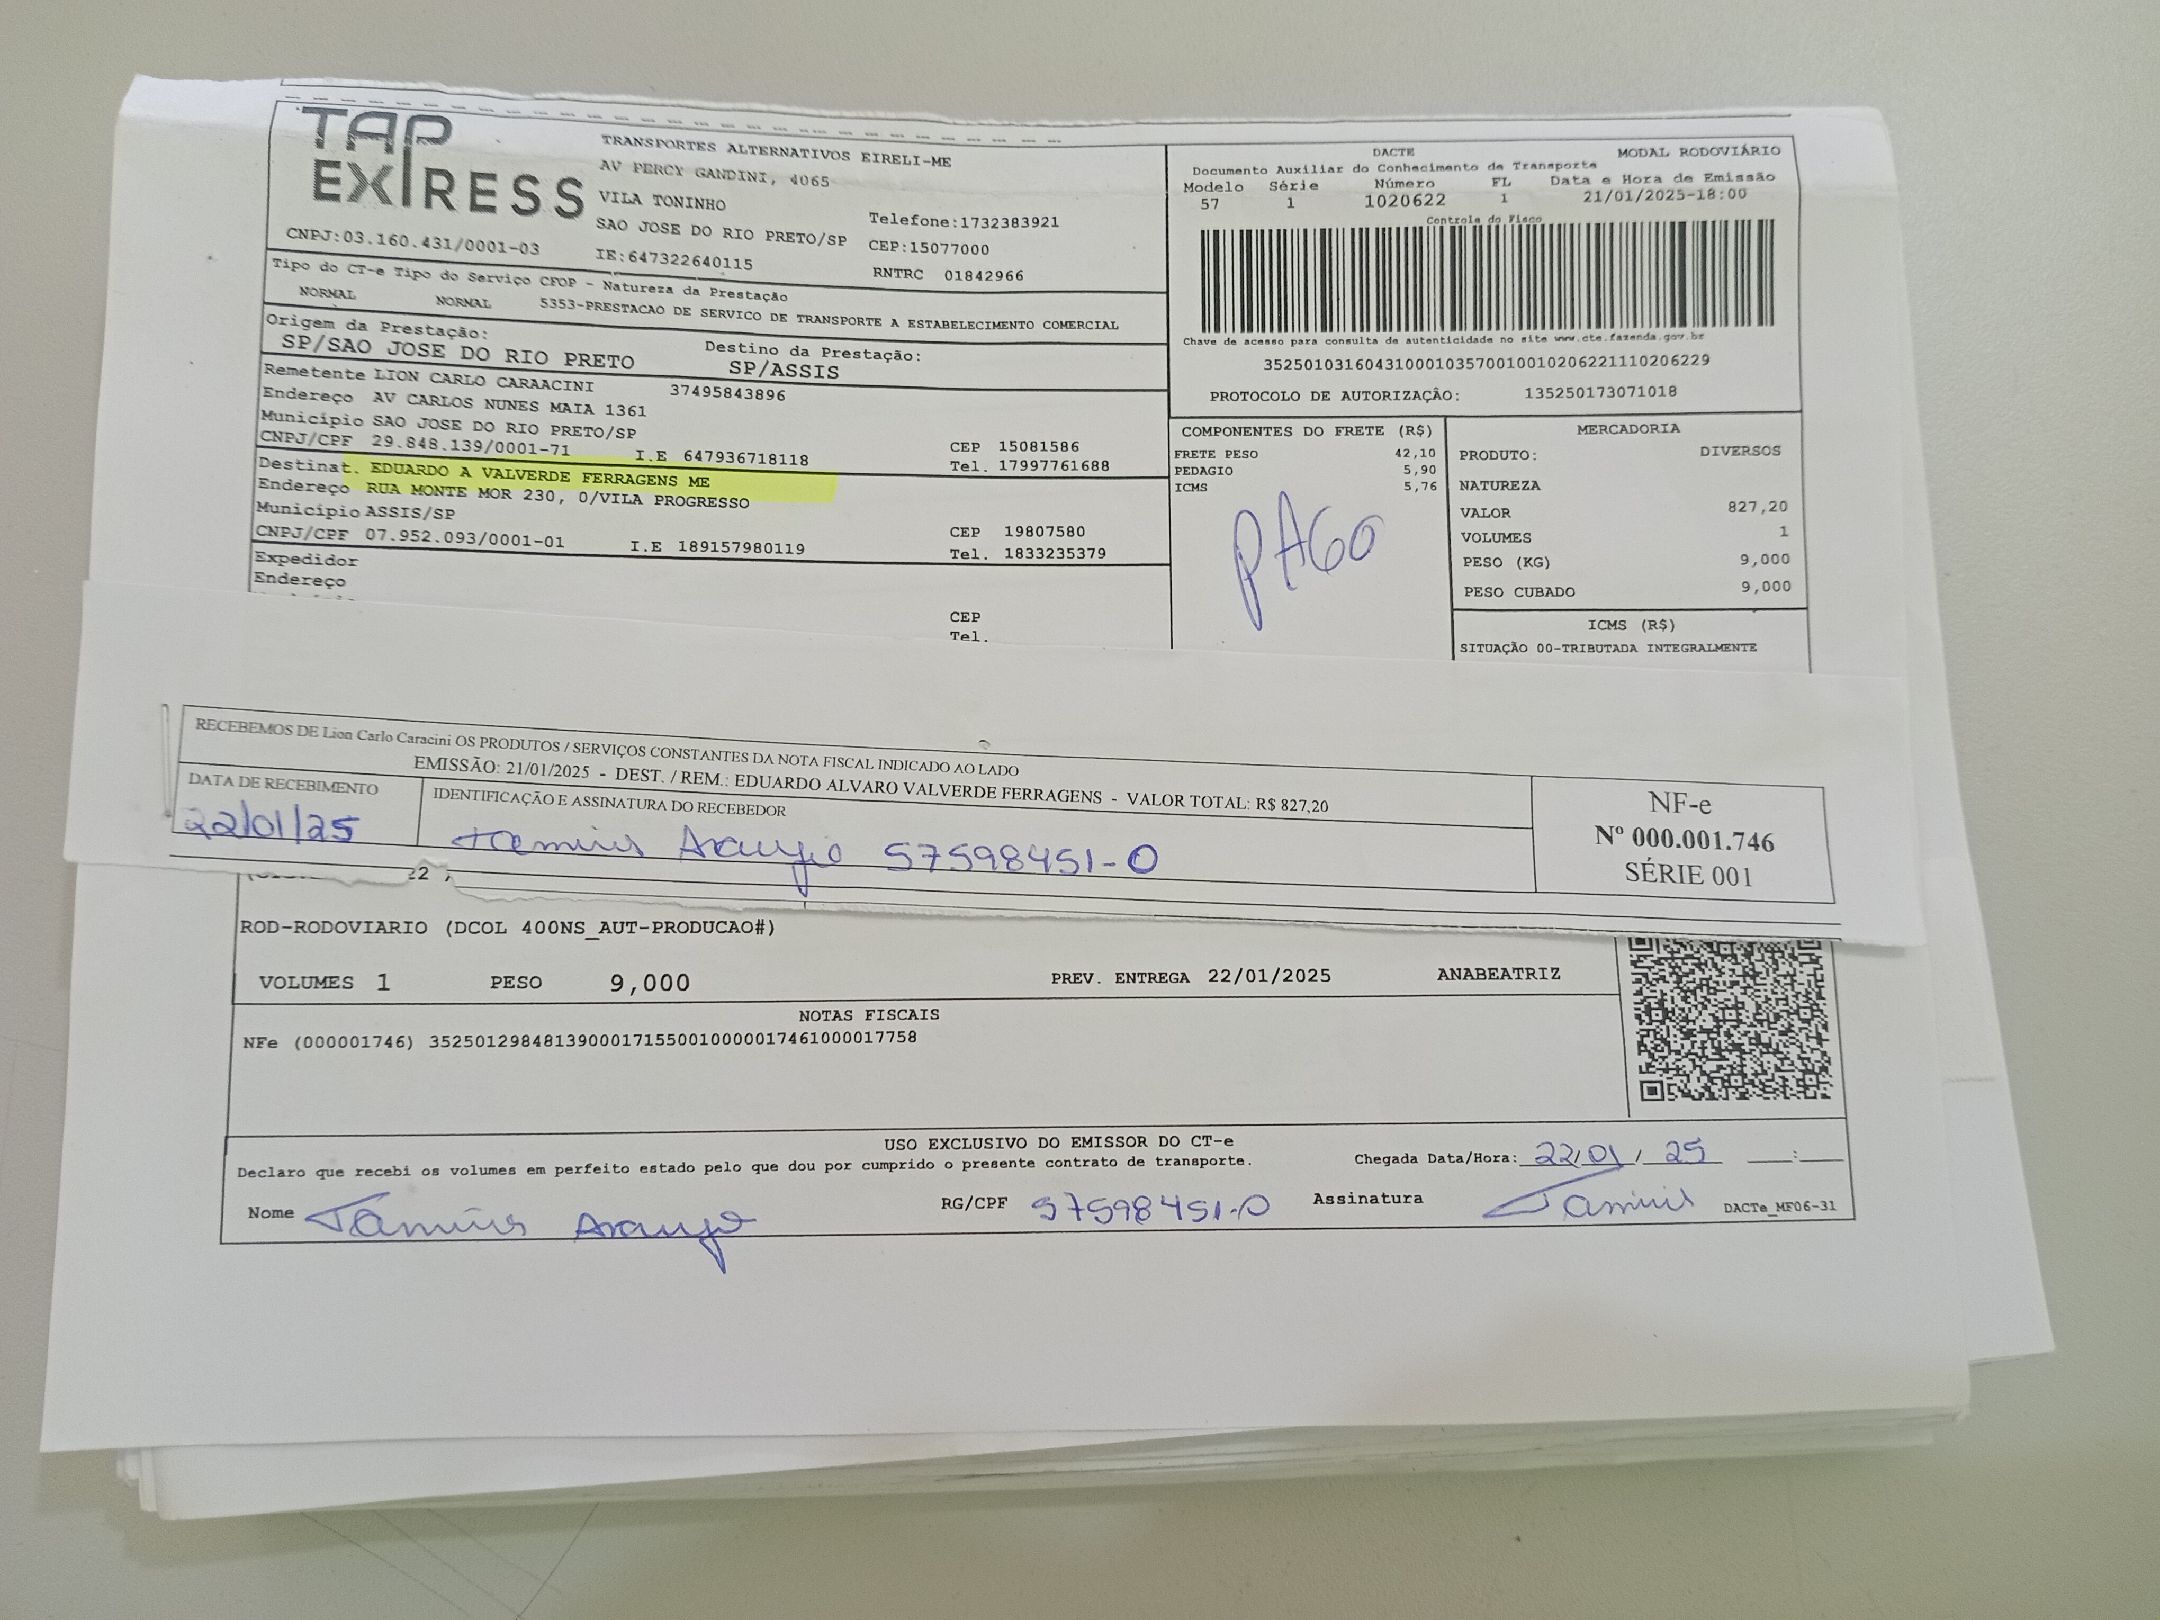 TAP
EXPRESS
TRANSPORTES ALTERNATIVOS EIRELI-ME
AV PERCY GANDINI, 4065
VILA TONINHO
SAO JOSE DO RIO PRETO/SP
Telefone:1732383921
CEP:15077000
CNPJ:03.160.431/0001-03
IE:647322640115
RNTRC 01842966
Tipo do CT-e Tipo do Serviço CFOP - Natureza da Prestação
NORMAL NORMAL 5353-PRESTACAO DE SERVICO DE TRANSPORTE A ESTABELECIMENTO COMERCIAL
Origem da Prestação:
SP/SAO JOSE DO RIO PRETO
Destino da Prestação:
SP/ASSIS
Remetente LION CARLO CARAACINI 37495843896
Endereço AV CARLOS NUNES MAIA 1361
Município SAO JOSE DO RIO PRETO/SP CEP 15081586
CNPJ/CPF 29.848.139/0001-71 I.E 647936718118 Tel. 17997761688
Destinat. EDUARDO A VALVERDE FERRAGENS ME
Endereço RUA MONTE MOR 230, 0/VILA PROGRESSO
Município ASSIS/SP CEP 19807580
CNPJ/CPF 07.952.093/0001-01 I.E 189157980119 Tel. 1833235379
Expedidor
Endereço
CEP
Tel.
DACTE MODAL RODOVIÁRIO
Documento Auxiliar do Conhecimento de Transporte
Modelo Série Número FL Data e Hora de Emissão
57 1 1020622 1 21/01/2025-18:00
Controle do Fisco
Chave de acesso para consulta de autenticidade no site www.cte.fazenda.gov.br
35250103160431000103570010010206221110206229
PROTOCOLO DE AUTORIZAÇÃO: 135250173071018
COMPONENTES DO FRETE (R$)
FRETE PESO 42,10
PEDAGIO 5,90
ICMS 5,76
PAGO
MERCADORIA
PRODUTO: DIVERSOS
NATUREZA
VALOR 827,20
VOLUMES 1
PESO (KG) 9,000
PESO CUBADO 9,000
ICMS (R$)
SITUAÇÃO 00-TRIBUTADA INTEGRALMENTE
RECEBEMOS DE Lion Carlo Caracini OS PRODUTOS / SERVIÇOS CONSTANTES DA NOTA FISCAL INDICADO AO LADO
EMISSÃO: 21/01/2025 - DEST. / REM.: EDUARDO ALVARO VALVERDE FERRAGENS - VALOR TOTAL: R$ 827,20
DATA DE RECEBIMENTO
22/01/25
IDENTIFICAÇÃO E ASSINATURA DO RECEBEDOR
Tamiris Araujo 57598451-0
NF-e
Nº 000.001.746
SÉRIE 001
22
ROD-RODOVIARIO (DCOL 400NS_AUT-PRODUCAO#)
VOLUMES 1 PESO 9,000 PREV. ENTREGA 22/01/2025 ANABEATRIZ
NOTAS FISCAIS
NFe (000001746) 35250129848139000171550010000017461000017758
USO EXCLUSIVO DO EMISSOR DO CT-e
Declaro que recebi os volumes em perfeito estado pelo que dou por cumprido o presente contrato de transporte. Chegada Data/Hora: 22/01/25 __:__
Nome Tamiris Araujo RG/CPF 57598451-0 Assinatura Tamiris DACTe_MF06-31